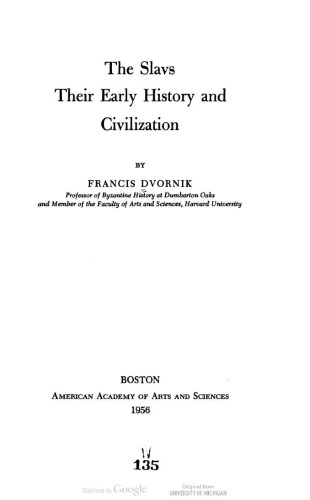 The Slavs
Their Early History and
Civilization
BY
FRANCIS DVORNIK
Professor of Byzantine History at Dumbarton Oaks
and Member of the Faculty of Arts and Sciences, Harvard University
BOSTON
AMERICAN ACADEMY OF ARTS AND SCIENCES
1956
135
Digitized by Google
Original from
UNIVERSITY OF MICHIGAN